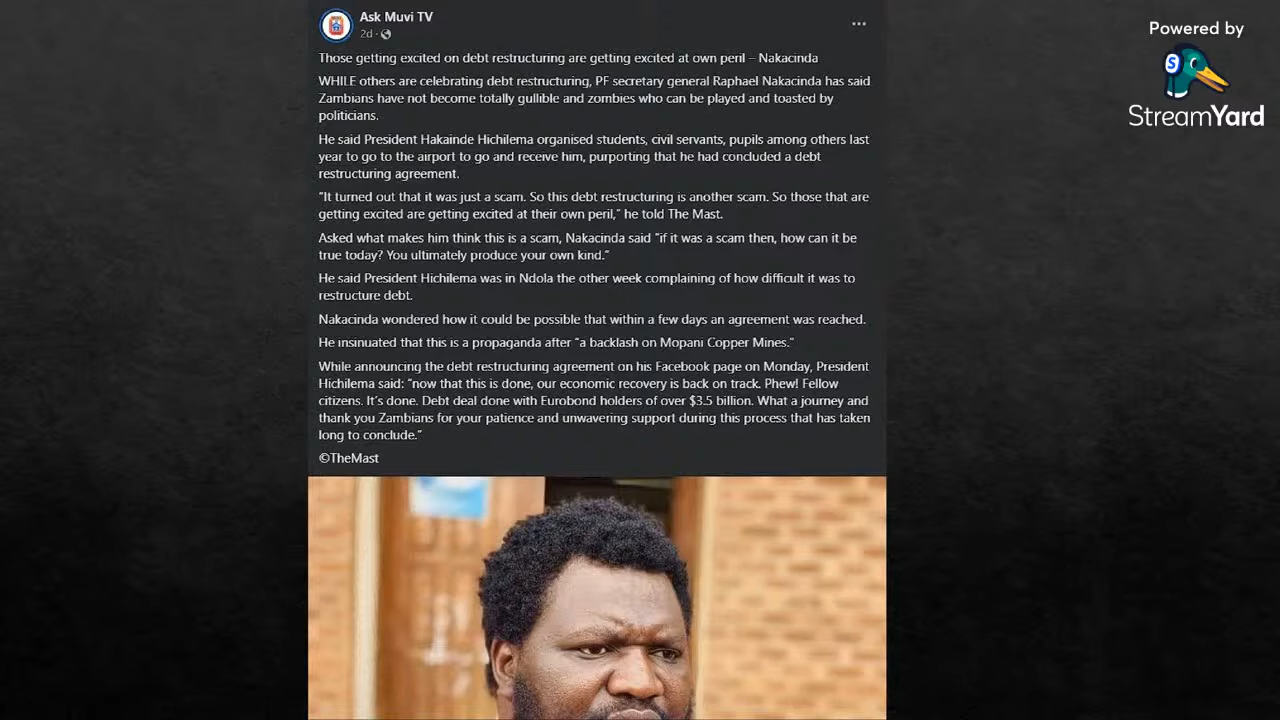 Ask Muvi TV
2d ·
Powered by
StreamYard
Those getting excited on debt restructuring are getting excited at own peril – Nakacinda
WHILE others are celebrating debt restructuring, PF secretary general Raphael Nakacinda has said
Zambians have not become totally gullible and zombies who can be played and toasted by
politicians.
He said President Hakainde Hichilema organised students, civil servants, pupils among others last
year to go to the airport to go and receive him, purporting that he had concluded a debt
restructuring agreement.
"It turned out that it was just a scam. So this debt restructuring is another scam. So those that are
getting excited are getting excited at their own peril," he told The Mast.
Asked what makes him think this is a scam, Nakacinda said "if it was a scam then, how can it be
true today? You ultimately produce your own kind."
He said President Hichilema was in Ndola the other week complaining of how difficult it was to
restructure debt.
Nakacinda wondered how it could be possible that within a few days an agreement was reached.
He insinuated that this is a propaganda after "a backlash on Mopani Copper Mines."
While announcing the debt restructuring agreement on his Facebook page on Monday, President
Hichilema said: "now that this is done, our economic recovery is back on track. Phew! Fellow
citizens. It's done. Debt deal done with Eurobond holders of over $3.5 billion. What a journey and
thank you Zambians for your patience and unwavering support during this process that has taken
long to conclude."
©TheMast